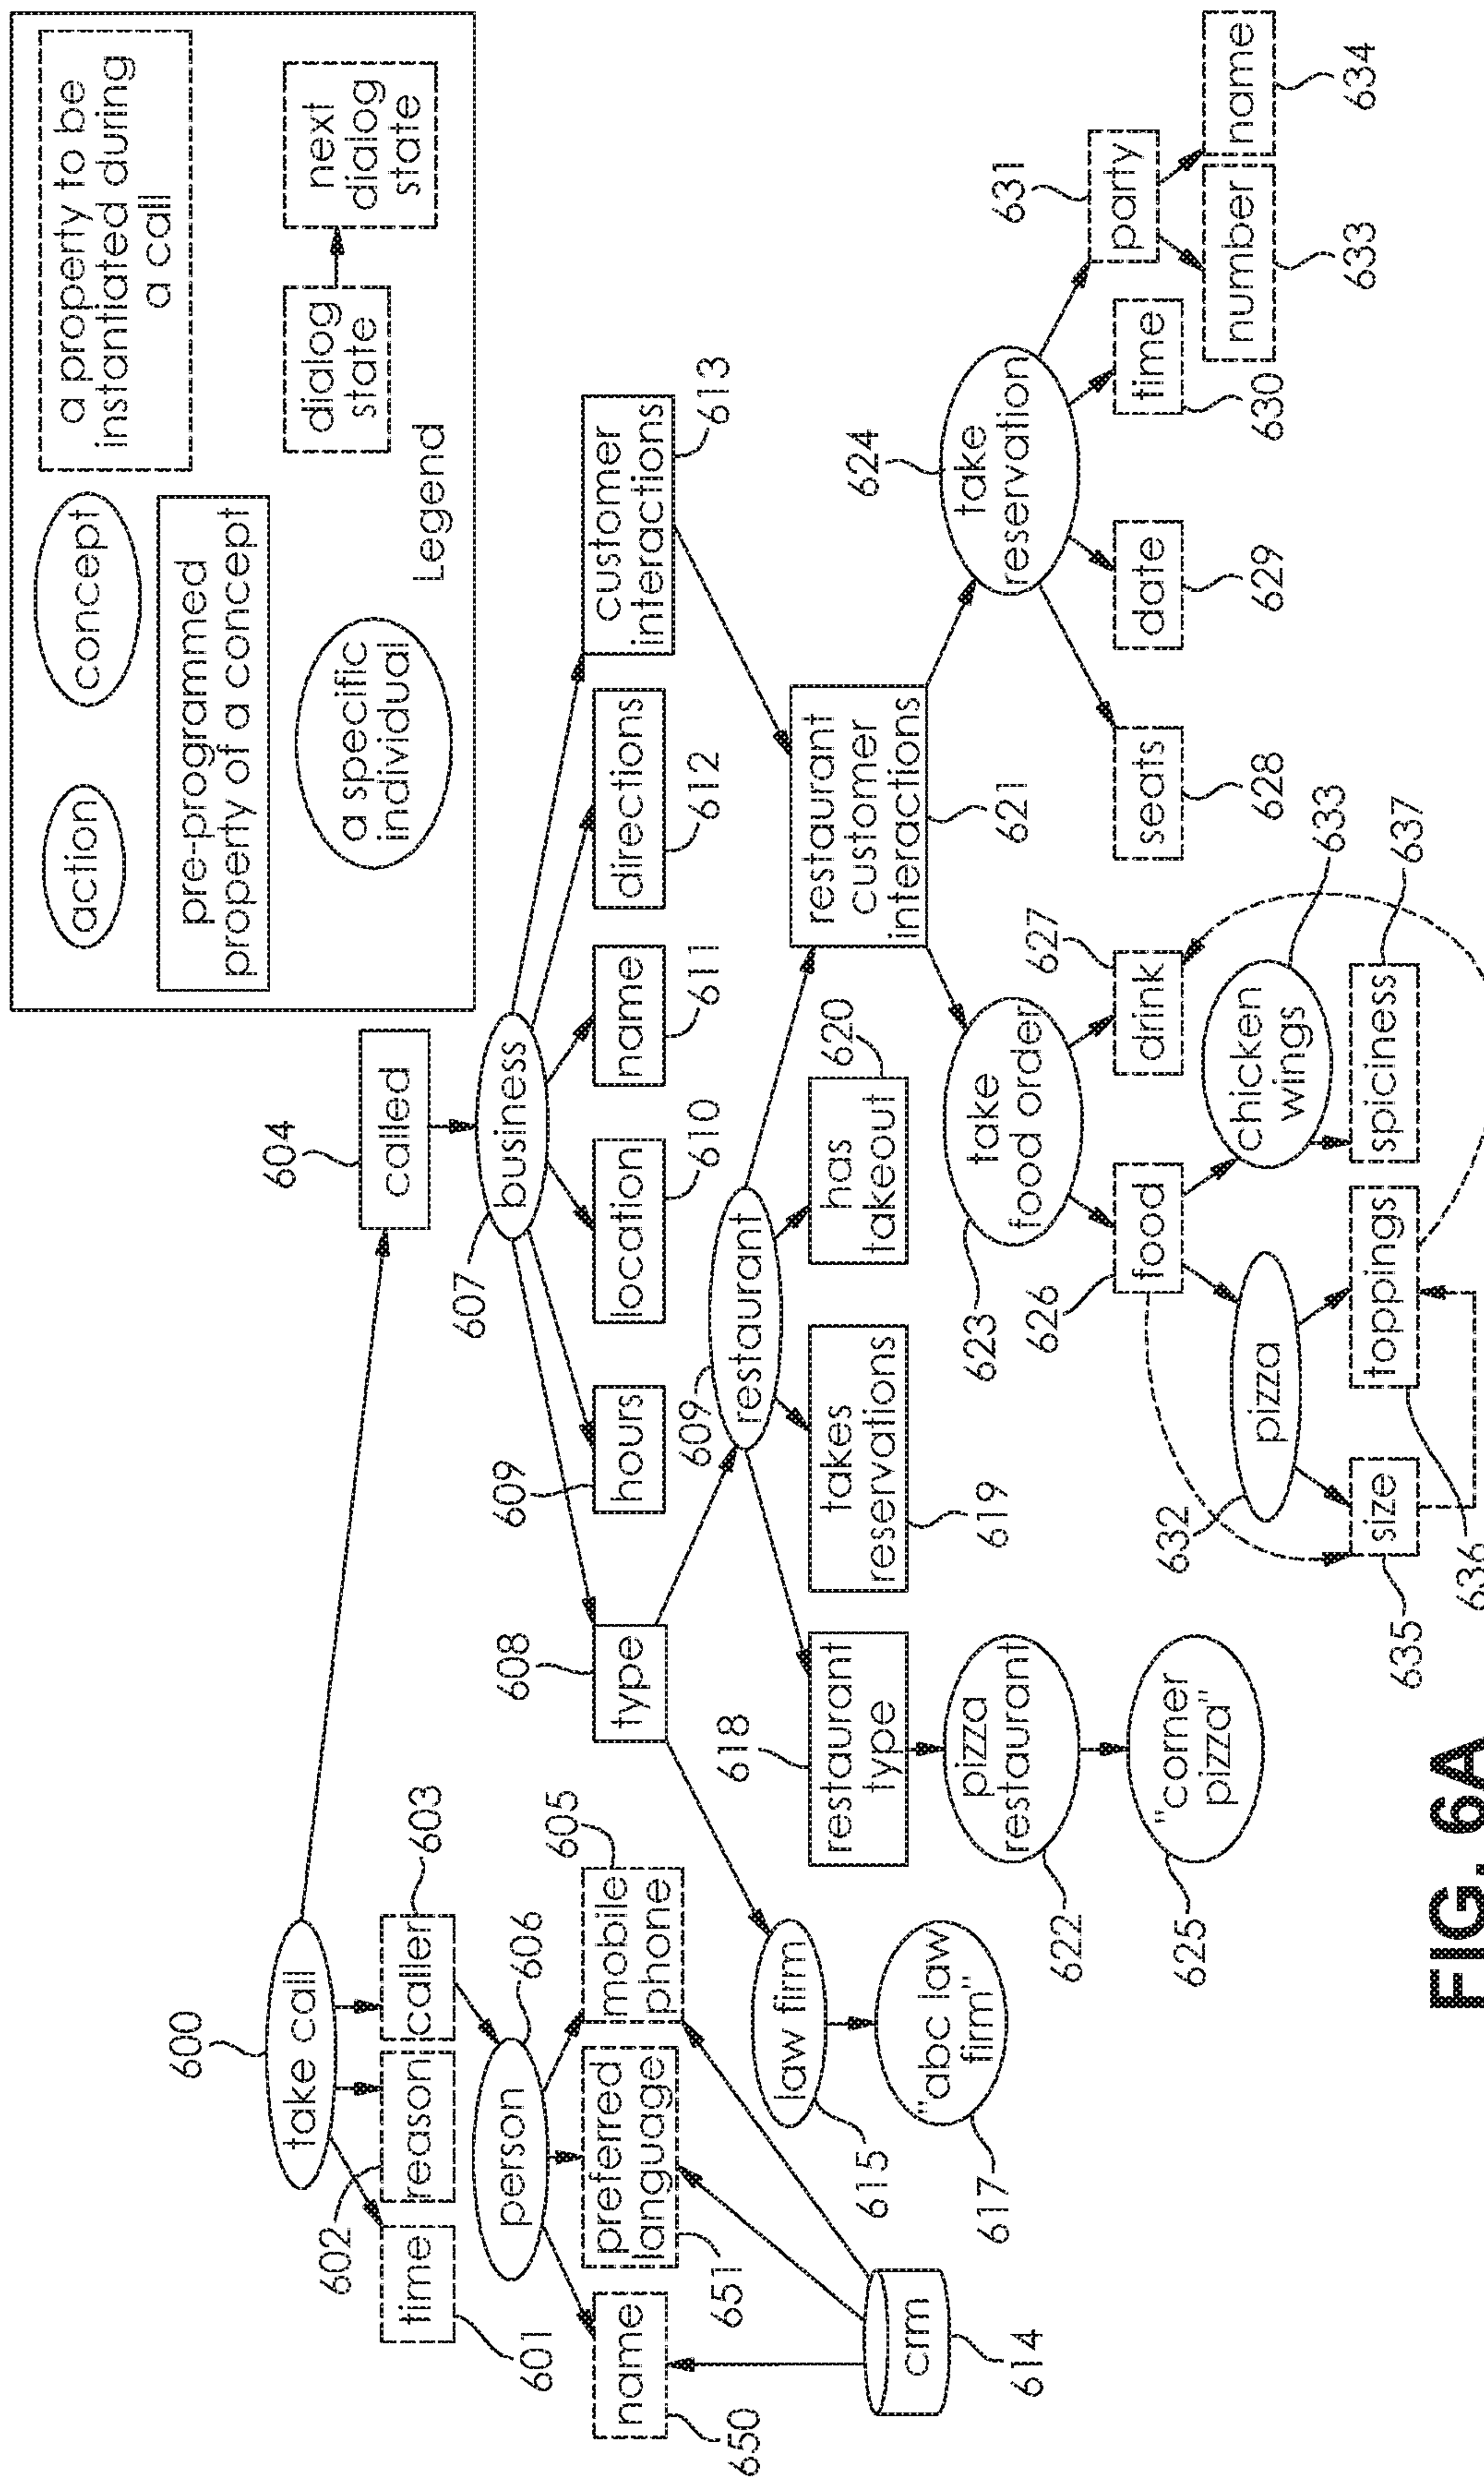 action
concept
a property to be
instantiated during
a call
pre-programmed
property of a concept
a specific
individual
dialog
state
next
dialog
state
Legend
600
take call
604
called
601
time
602
reason
caller
603
person
606
607
business
650
name
651
preferred
language
mobile
phone
605
608
type
609
hours
location
610
name
611
directions
612
customer
interactions
613
crm
614
law firm
615
"abc law
firm"
617
609
restaurant
618
restaurant
type
takes
reservations
619
has
takeout
620
restaurant
customer
interactions
621
pizza
restaurant
622
"corner
pizza"
625
623
take
food order
624
take
reservation
626
food
627
drink
seats
628
date
629
time
630
631
party
number
633
name
634
632
pizza
chicken
wings
633
size
635
toppings
636
spiciness
637
FIG. 6A